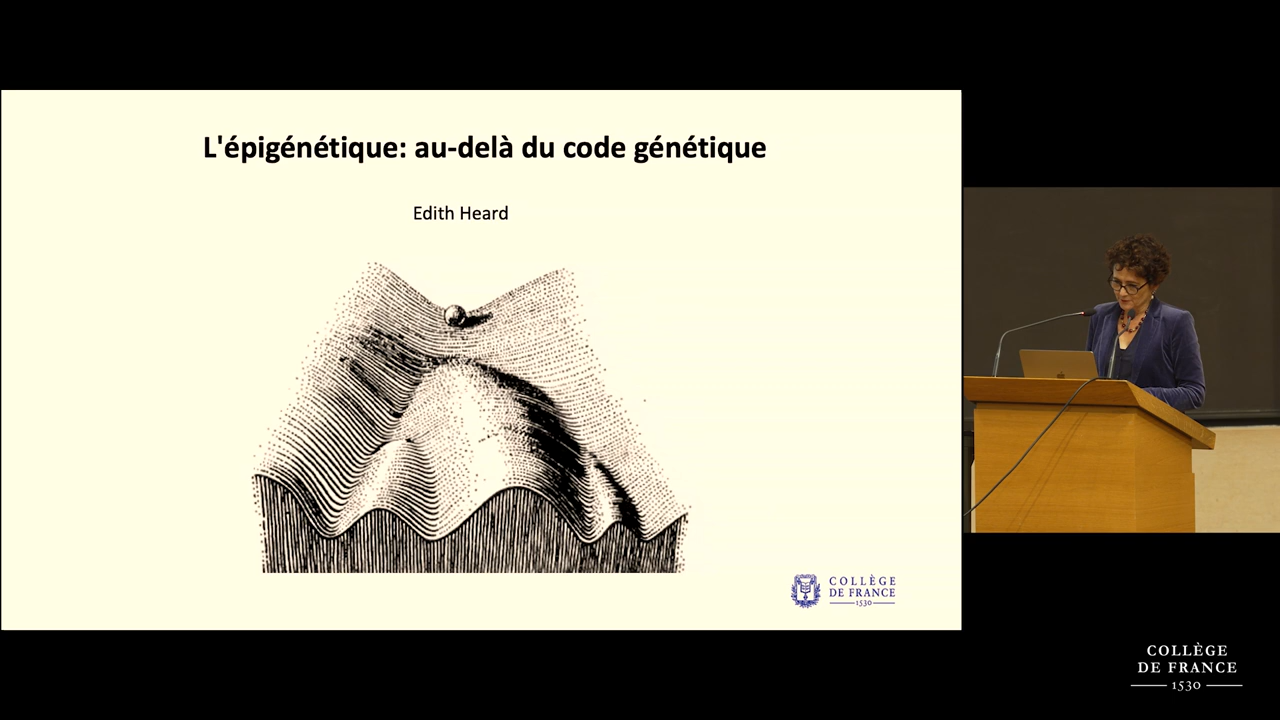 L'épigénétique: au-delà du code génétique
Edith Heard
COLLÈGE
DE FRANCE
1530
COLLÈGE
DE FRANCE
1530